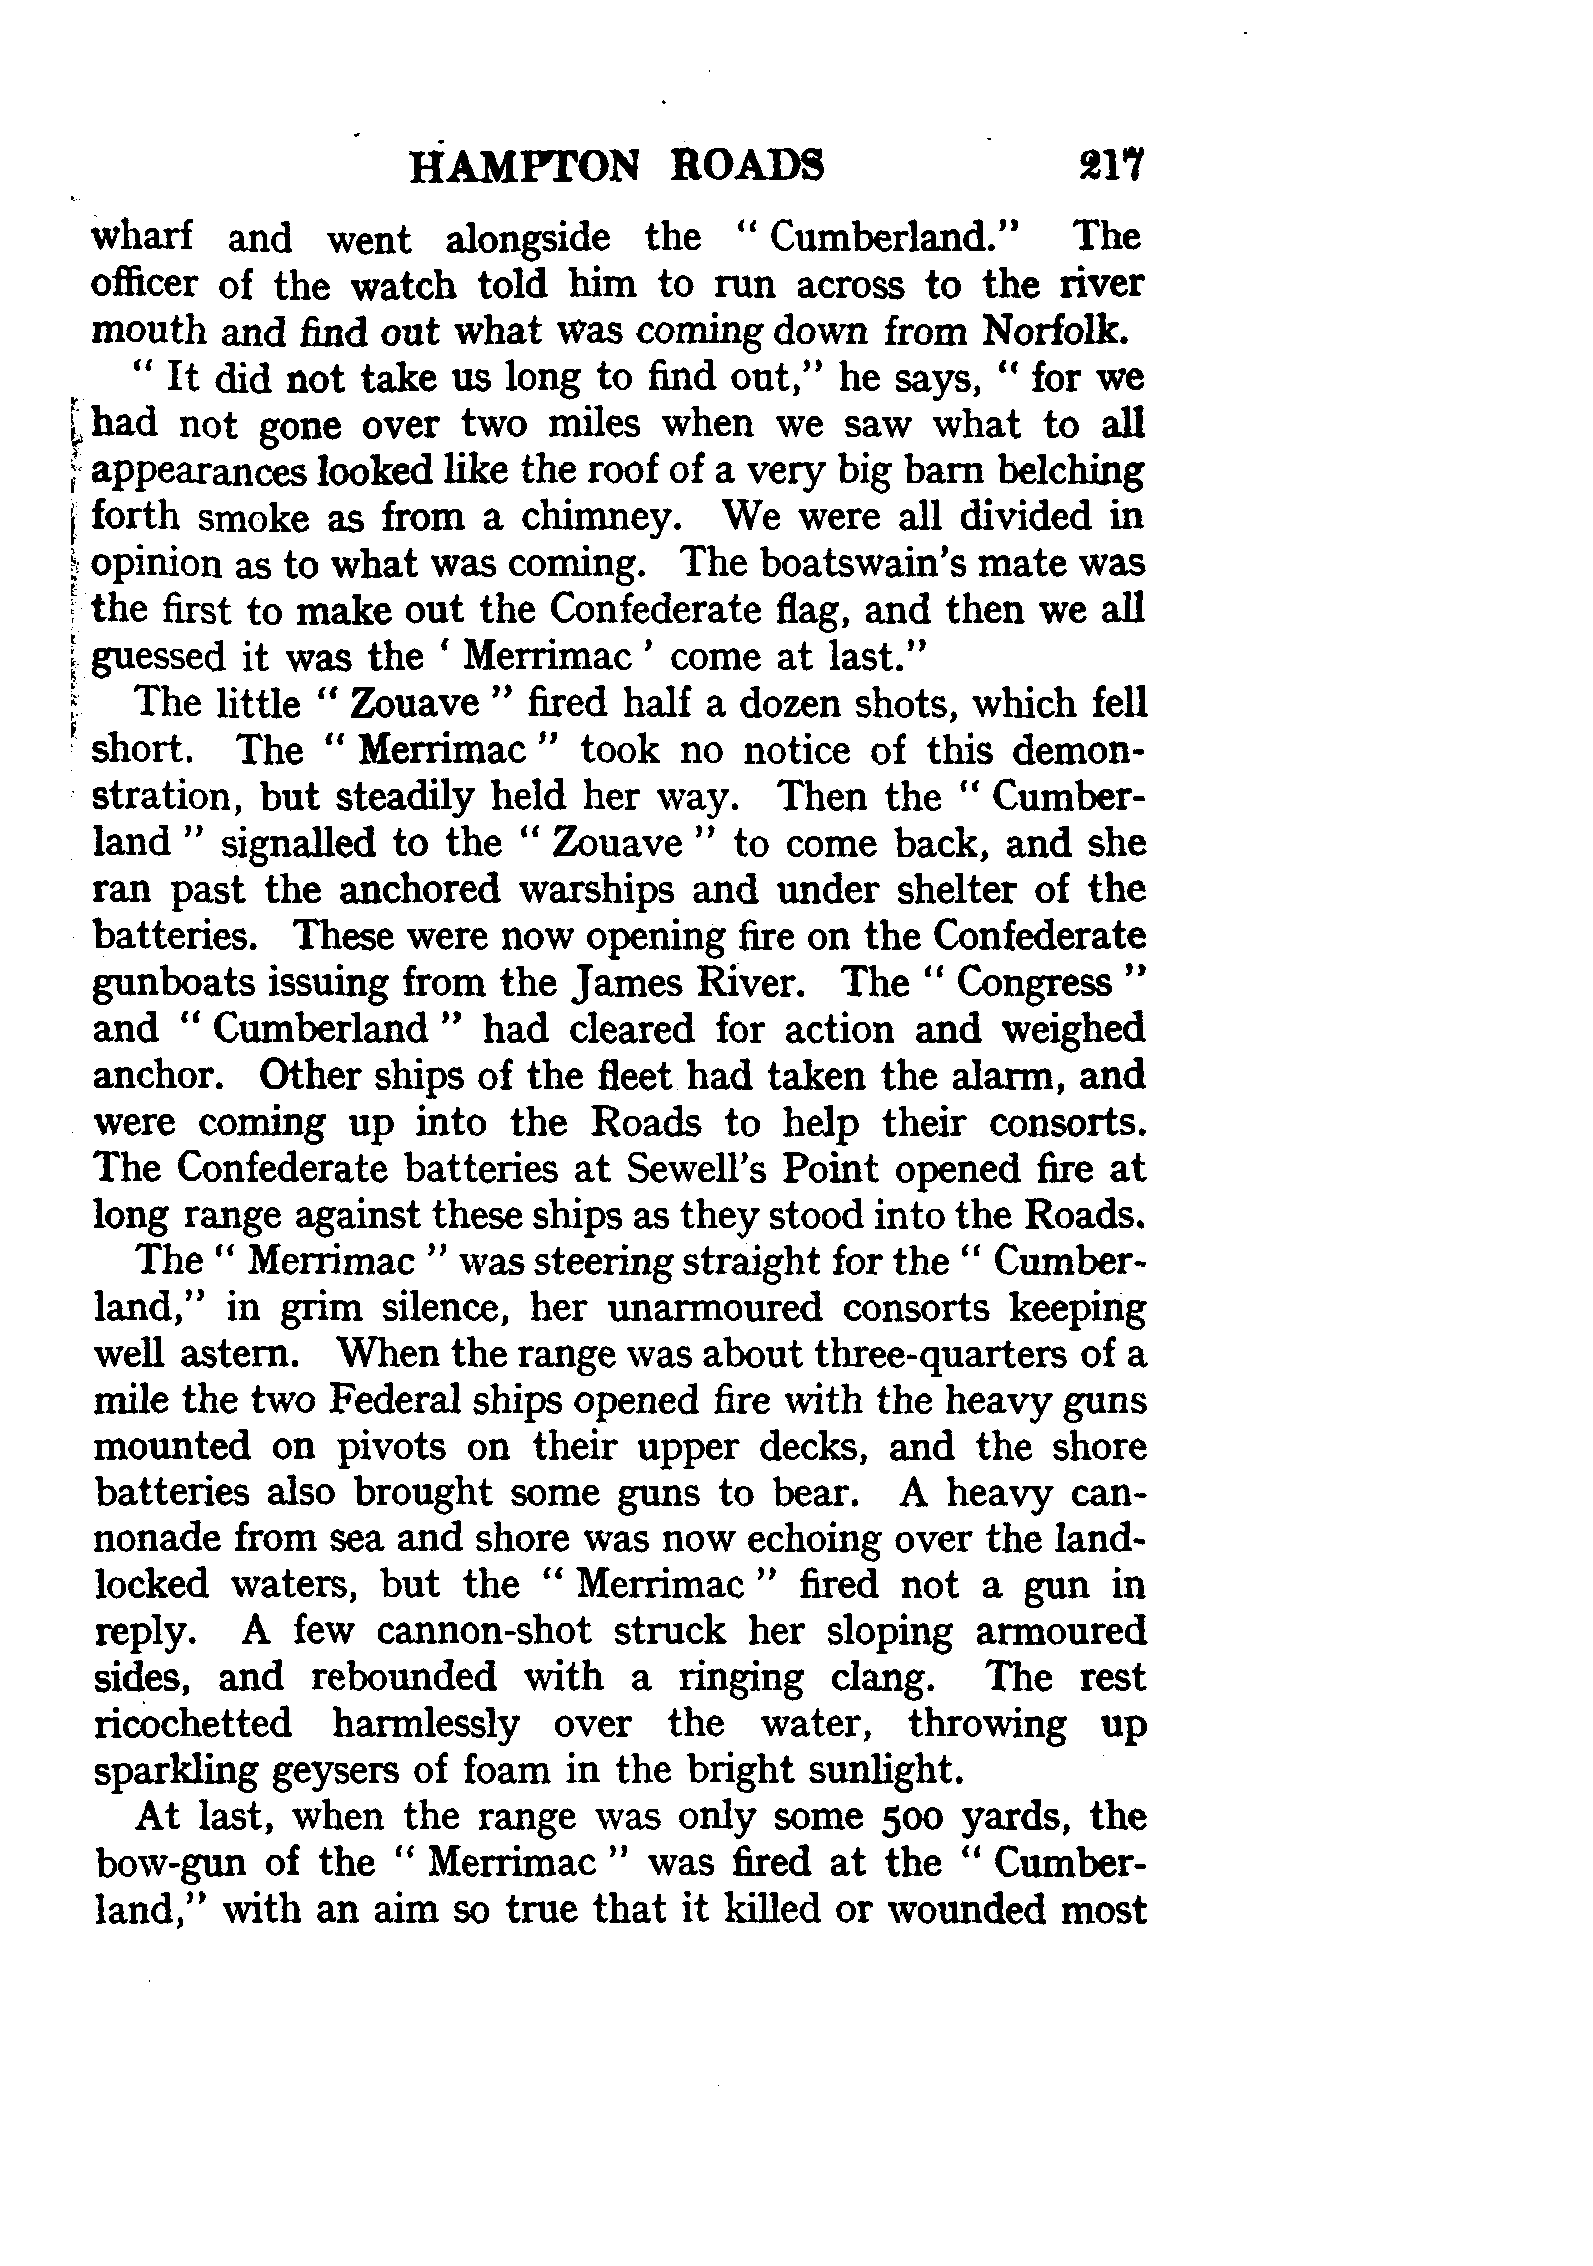 HAMPTON ROADS 217
wharf and went alongside the " Cumberland." The
officer of the watch told him to run across to the river
mouth and find out what was coming down from Norfolk.
" It did not take us long to find out," he says, " for we
had not gone over two miles when we saw what to all
appearances looked like the roof of a very big barn belching
forth smoke as from a chimney. We were all divided in
opinion as to what was coming. The boatswain's mate was
the first to make out the Confederate flag, and then we all
guessed it was the ' Merrimac ' come at last."
The little " Zouave " fired half a dozen shots, which fell
short. The " Merrimac " took no notice of this demon-
stration, but steadily held her way. Then the " Cumber-
land " signalled to the " Zouave " to come back, and she
ran past the anchored warships and under shelter of the
batteries. These were now opening fire on the Confederate
gunboats issuing from the James River. The " Congress "
and " Cumberland " had cleared for action and weighed
anchor. Other ships of the fleet had taken the alarm, and
were coming up into the Roads to help their consorts.
The Confederate batteries at Sewell's Point opened fire at
long range against these ships as they stood into the Roads.
The " Merrimac " was steering straight for the " Cumber-
land," in grim silence, her unarmoured consorts keeping
well astern. When the range was about three-quarters of a
mile the two Federal ships opened fire with the heavy guns
mounted on pivots on their upper decks, and the shore
batteries also brought some guns to bear. A heavy can-
nonade from sea and shore was now echoing over the land-
locked waters, but the " Merrimac " fired not a gun in
reply. A few cannon-shot struck her sloping armoured
sides, and rebounded with a ringing clang. The rest
ricochetted harmlessly over the water, throwing up
sparkling geysers of foam in the bright sunlight.
At last, when the range was only some 500 yards, the
bow-gun of the " Merrimac " was fired at the " Cumber-
land," with an aim so true that it killed or wounded most